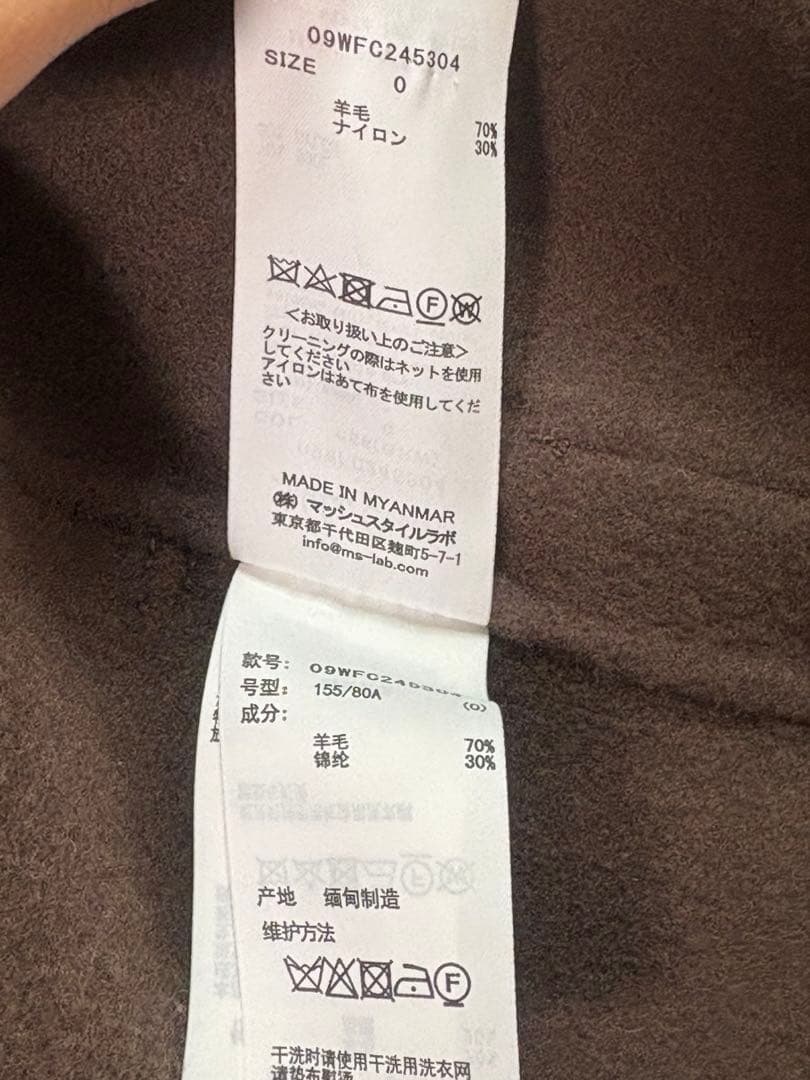 09WFC245304
SIZE 0
羊毛 70%
ナイロン 30%
F W
<お取り扱い上のご注意>
クリーニングの際はネットを使用
してください
アイロンはあて布を使用してくだ
さい
MADE IN MYANMAR
㈱マッシュスタイルラボ
東京都千代田区麹町5-7-1
info@ms-lab.com
款号: 09WFC245304 (0)
号型: 155/80A
成分:
羊毛 70%
锦纶 30%
产地 缅甸制造
维护方法
F
干洗时请使用干洗用洗衣网
请垫布熨烫